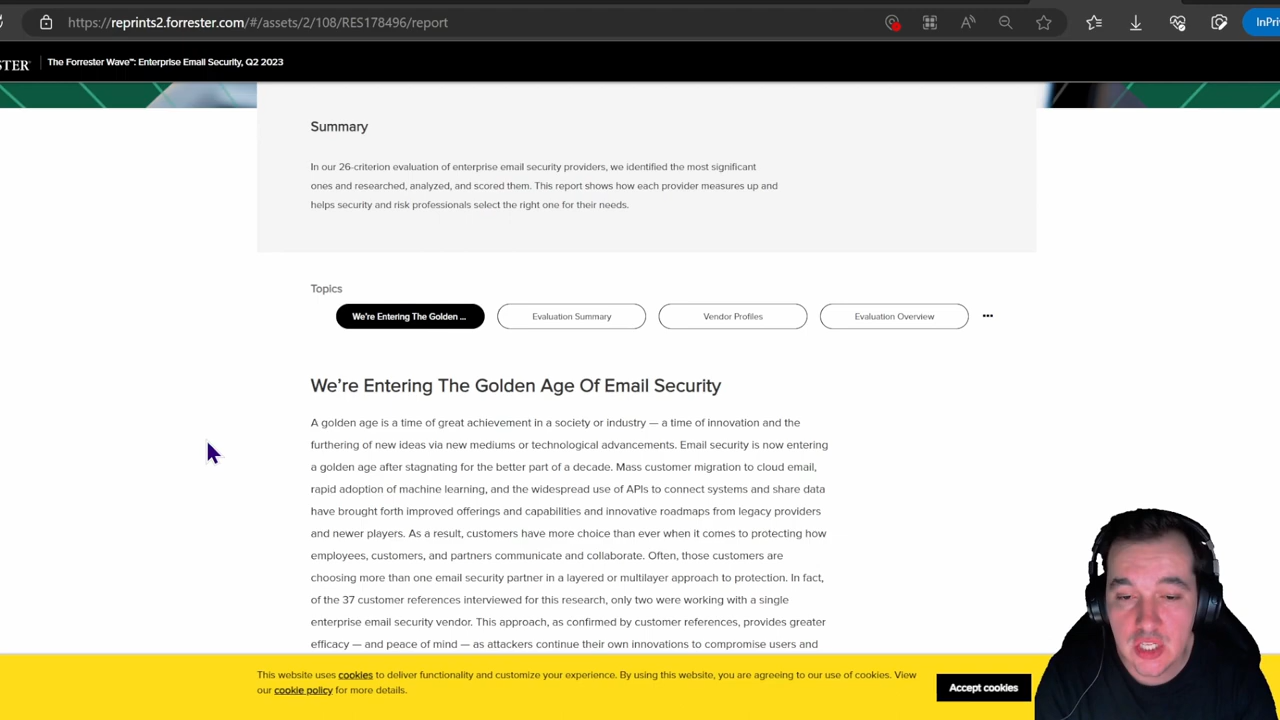 https://reprints2.forrester.com/#/assets/2/108/RES178496/report
InPri
STER® The Forrester Wave™: Enterprise Email Security, Q2 2023
Summary
In our 26-criterion evaluation of enterprise email security providers, we identified the most significant
ones and researched, analyzed, and scored them. This report shows how each provider measures up and
helps security and risk professionals select the right one for their needs.
Topics
We're Entering The Golden ...
Evaluation Summary
Vendor Profiles
Evaluation Overview
We're Entering The Golden Age Of Email Security
A golden age is a time of great achievement in a society or industry — a time of innovation and the
furthering of new ideas via new mediums or technological advancements. Email security is now entering
a golden age after stagnating for the better part of a decade. Mass customer migration to cloud email,
rapid adoption of machine learning, and the widespread use of APIs to connect systems and share data
have brought forth improved offerings and capabilities and innovative roadmaps from legacy providers
and newer players. As a result, customers have more choice than ever when it comes to protecting how
employees, customers, and partners communicate and collaborate. Often, those customers are
choosing more than one email security partner in a layered or multilayer approach to protection. In fact,
of the 37 customer references interviewed for this research, only two were working with a single
enterprise email security vendor. This approach, as confirmed by customer references, provides greater
efficacy — and peace of mind — as attackers continue their own innovations to compromise users and
This website uses cookies to deliver functionality and customize your experience. By using this website, you are agreeing to our use of cookies. View
our cookie policy for more details.
Accept cookies